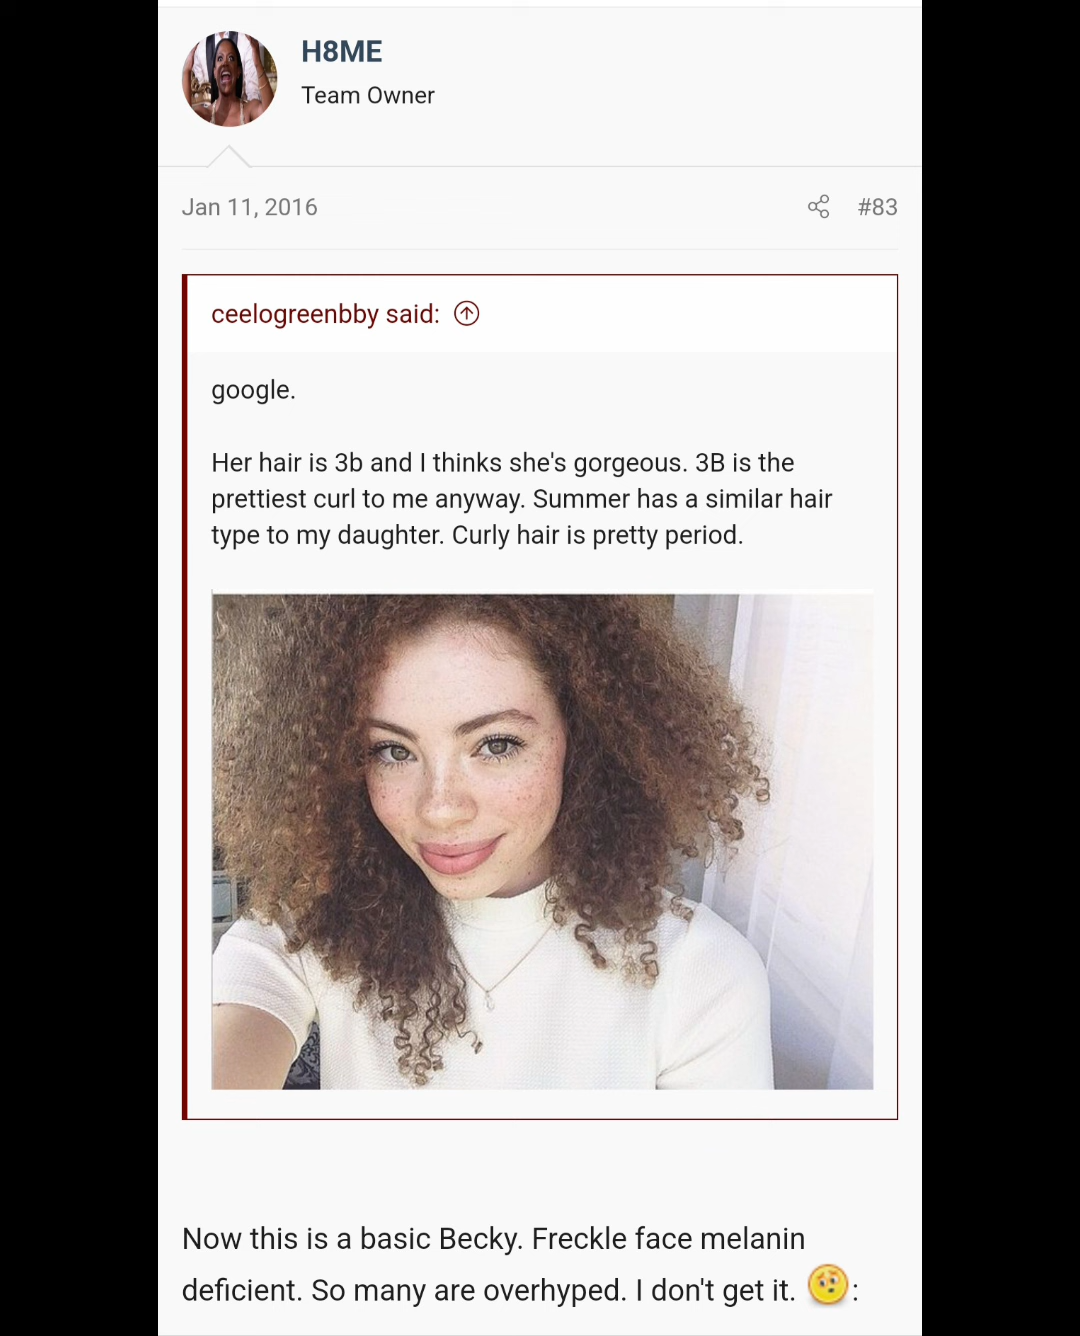 H8ME
Team Owner
Jan 11, 2016
#83
ceelogreenbby said:
google.
Her hair is 3b and I thinks she's gorgeous. 3B is the
prettiest curl to me anyway. Summer has a similar hair
type to my daughter. Curly hair is pretty period.
Now this is a basic Becky. Freckle face melanin
deficient. So many are overhyped. I don't get it. :